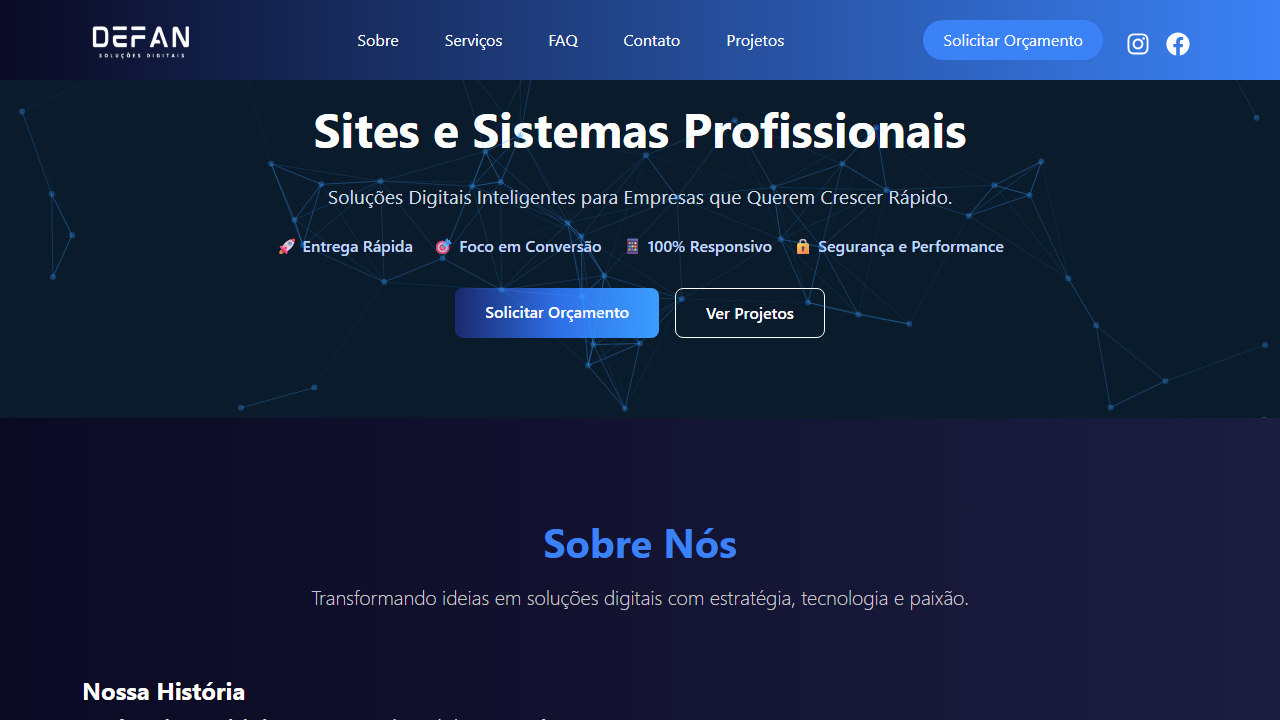 DEFAN
SOLUÇÕES DIGITAIS
Sobre
Serviços
FAQ
Contato
Projetos
Solicitar Orçamento
Sites e Sistemas Profissionais
Soluções Digitais Inteligentes para Empresas que Querem Crescer Rápido.
🚀 Entrega Rápida 🎯 Foco em Conversão 📱 100% Responsivo 🔒 Segurança e Performance
Solicitar Orçamento
Ver Projetos
Sobre Nós
Transformando ideias em soluções digitais com estratégia, tecnologia e paixão.
Nossa História